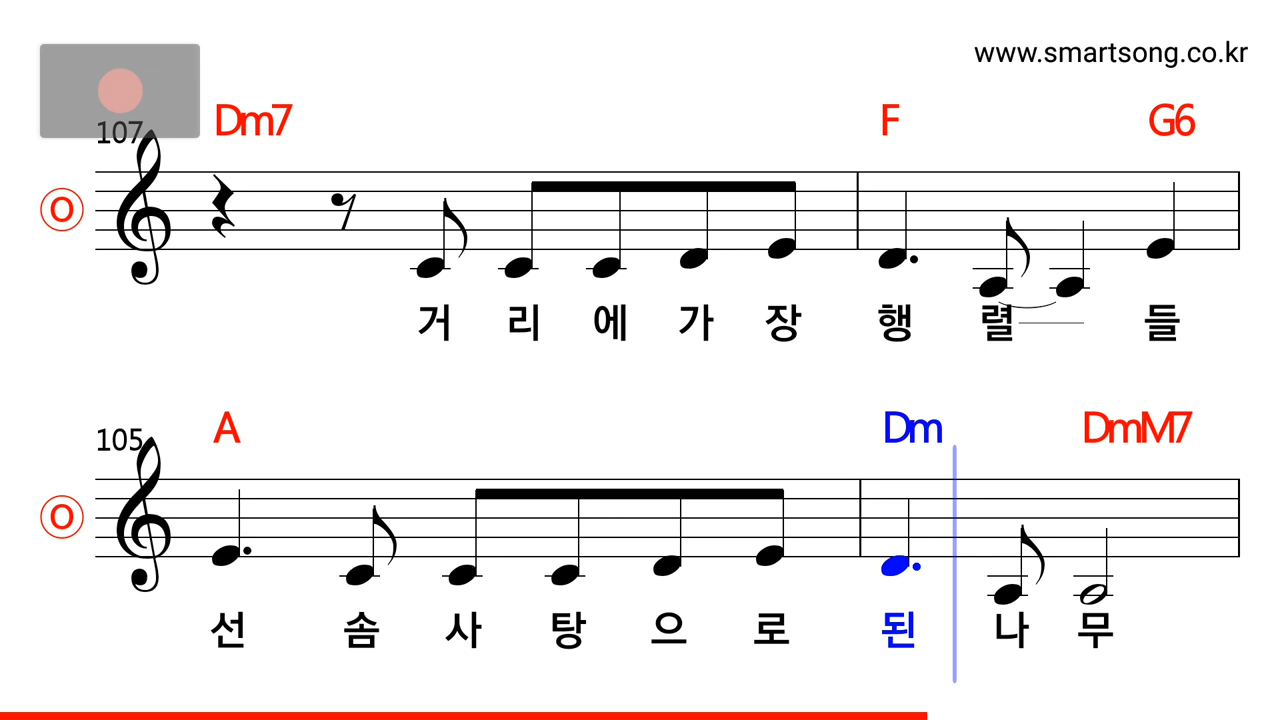 www.smartsong.co.kr
107 Dm7 F G6
O
거 리 에 가 장 행 렬 들
105 A Dm DmM7
O
선 솜 사 탕 으 로 된 나 무